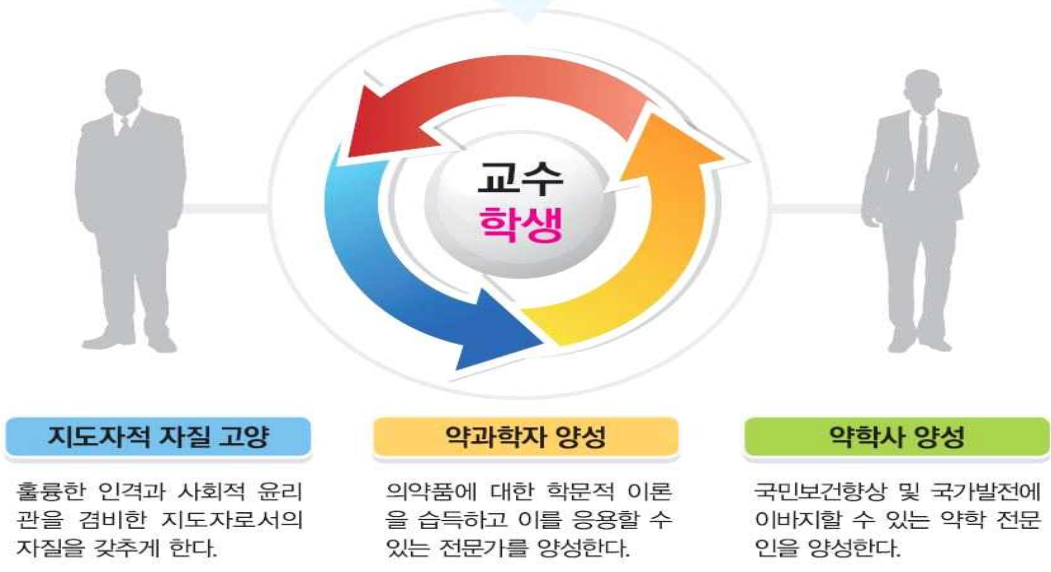 교수
학생
지도자적 자질 고양
훌륭한 인격과 사회적 윤리
관을 겸비한 지도자로서의
자질을 갖추게 한다.
약과학자 양성
의약품에 대한 학문적 이론
을 습득하고 이를 응용할 수
있는 전문가를 양성한다.
약학사 양성
국민보건향상 및 국가발전에
이바지할 수 있는 약학 전문
인을 양성한다.